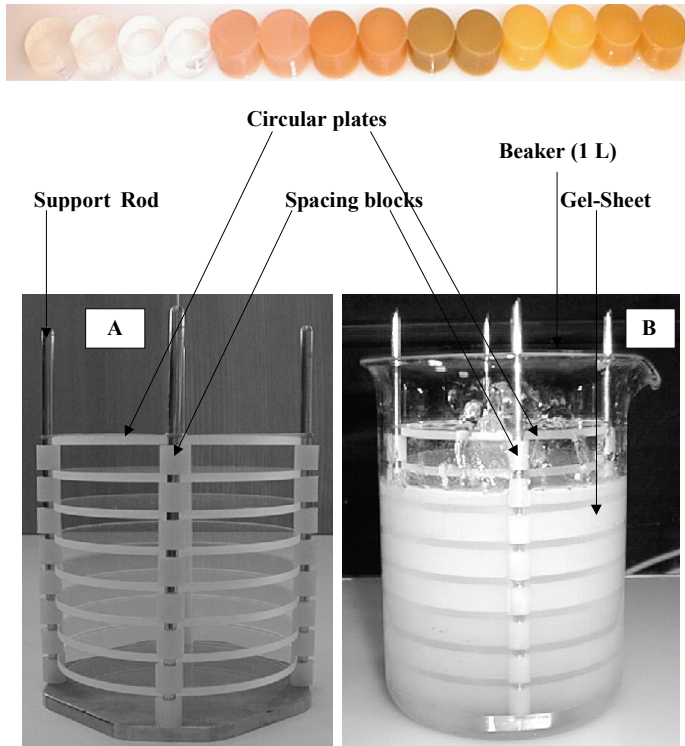 Circular plates
Beaker (1 L)
Support Rod
Spacing blocks
Gel-Sheet
A
B